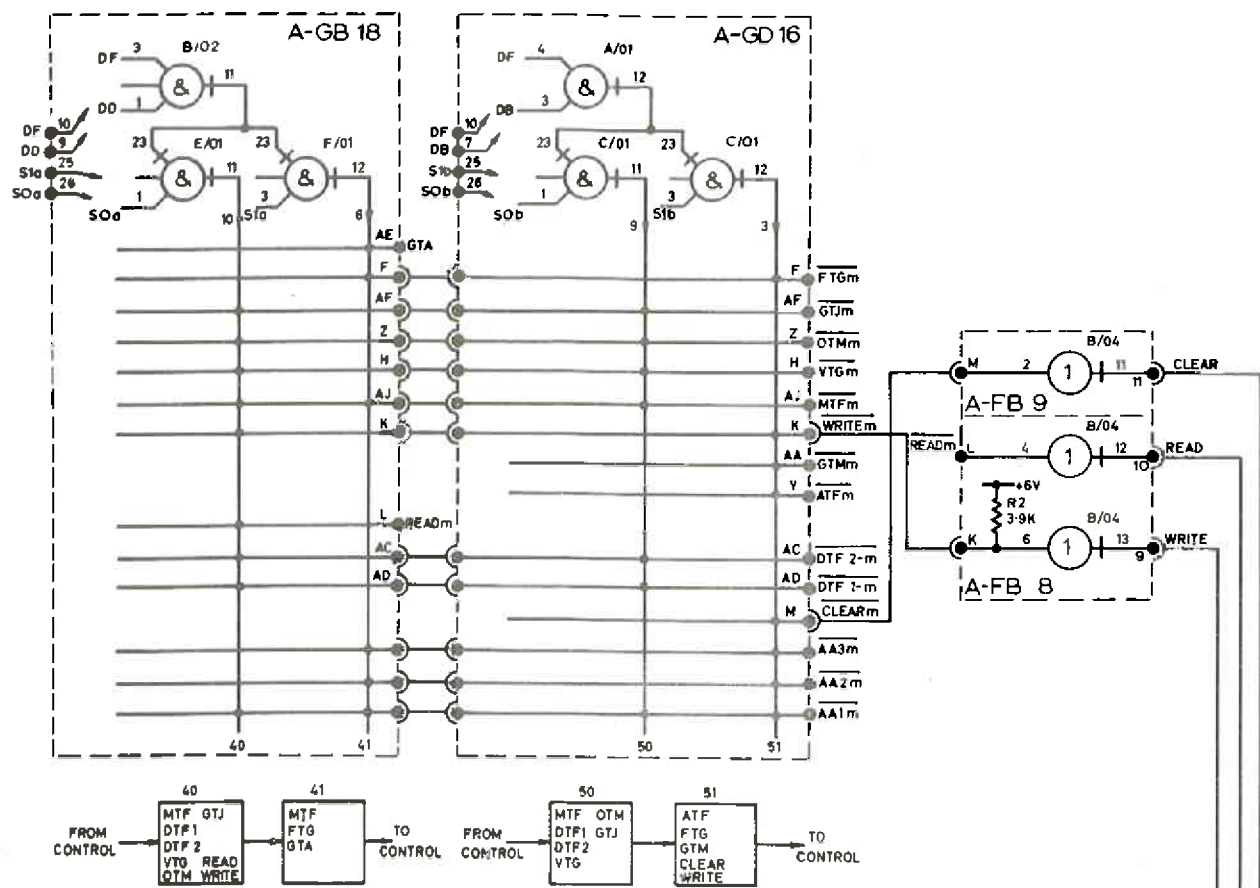 A-GB 18
A-GD 16
B/02
A/01
DF 3
DF 4
&
&
11
12
DD 1
DB 3
DF 10
DD 9
S1a 25
S0a 26
DF 10
DB 7
S1b 25
S0b 26
23 E/01
23 F/01
23 C/01
23 C/01
& 11
& 12
& 11
& 12
1
3
1
3
S0a
S1a
S0b
S1b
10
6
9
3
AE GTA
F
F FTGm
AF
AF GTJm
Z
Z OTMm
H
H VTGm
AJ
MTFm
K
K WRITEm
AA GTMm
Y ATFm
L READm
AC
AC DTF 2-m
AD
AD
M CLEARm
AA3m
AA2m
AA1m
40
41
50
51
B/04
M 2 1 11 11 CLEAR
A-FB 9
B/04
READm L 4 1 12 10 READ
+6V
R2
3·9K
B/04
K 6 1 13 9 WRITE
A-FB 8
40
41
50
51
FROM
CONTROL
MTF GTJ
DTF1
DTF2
VTG READ
OTM WRITE
MTF
FTG
GTA
TO
CONTROL
FROM
CONTROL
MTF OTM
DTF1 GTJ
DTF2
VTG
ATF
FTG
GTM
CLEAR
WRITE
TO
CONTROL